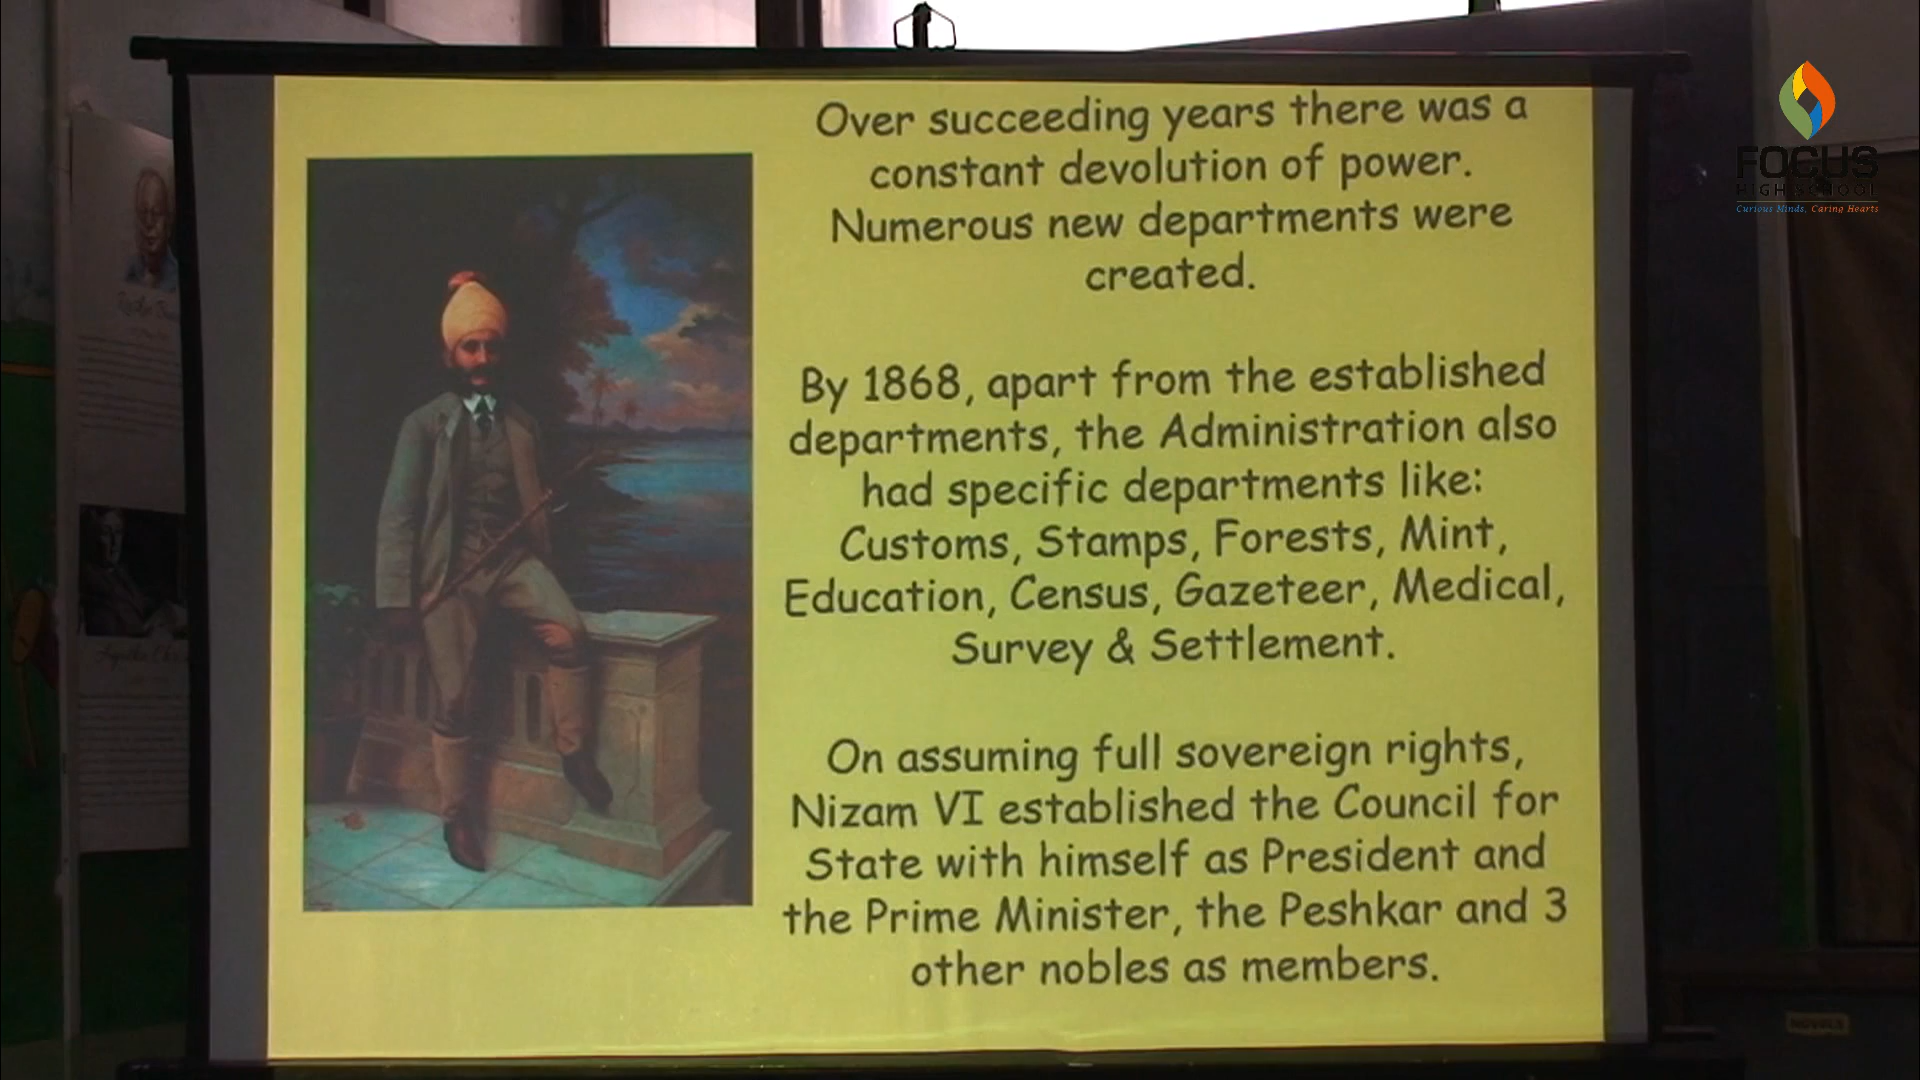 Over succeeding years there was a
constant devolution of power.
Numerous new departments were
created.
By 1868, apart from the established
departments, the Administration also
had specific departments like:
Customs, Stamps, Forests, Mint,
Education, Census, Gazeteer, Medical,
Survey & Settlement.
On assuming full sovereign rights,
Nizam VI established the Council for
State with himself as President and
the Prime Minister, the Peshkar and 3
other nobles as members.
FOCUS
HIGH SCHOOL
Curious Minds, Caring Hearts
NOVELS